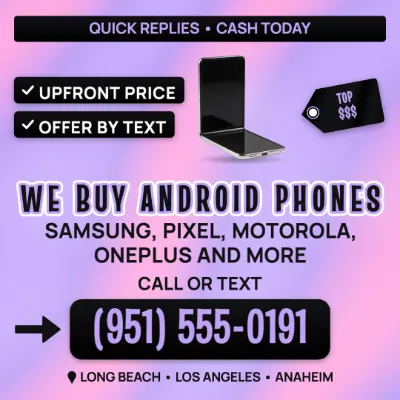 QUICK REPLIES • CASH TODAY
✓ UPFRONT PRICE
✓ OFFER BY TEXT
TOP
$$$
WE BUY ANDROID PHONES
SAMSUNG, PIXEL, MOTOROLA,
ONEPLUS AND MORE
CALL OR TEXT
(951) 555-0191
LONG BEACH • LOS ANGELES • ANAHEIM